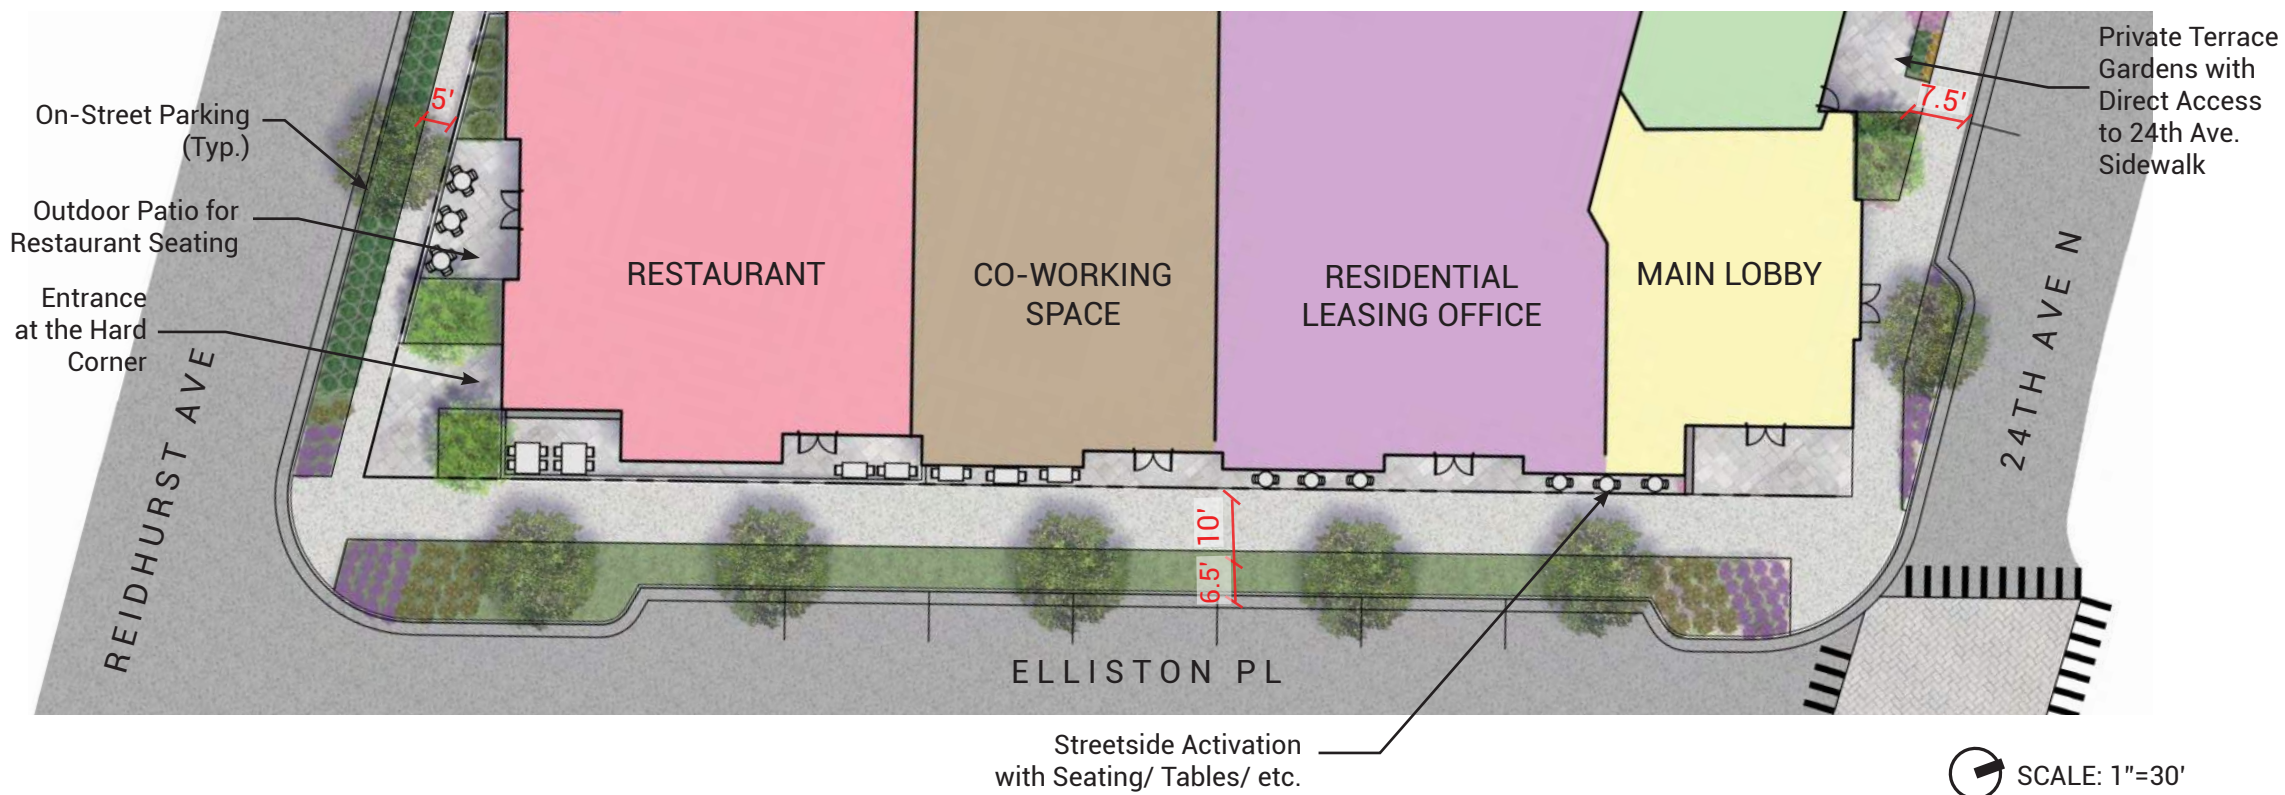 Private Terrace
Gardens with
Direct Access
to 24th Ave.
Sidewalk
5'
7.5'
On-Street Parking
(Typ.)
Outdoor Patio for
Restaurant Seating
Entrance
at the Hard
Corner
RESTAURANT
CO-WORKING
SPACE
RESIDENTIAL
LEASING OFFICE
MAIN LOBBY
REIDHURST AVE
24TH AVE N
10'
6.5'
ELLISTON PL
Streetside Activation
with Seating/ Tables/ etc.
SCALE: 1"=30'